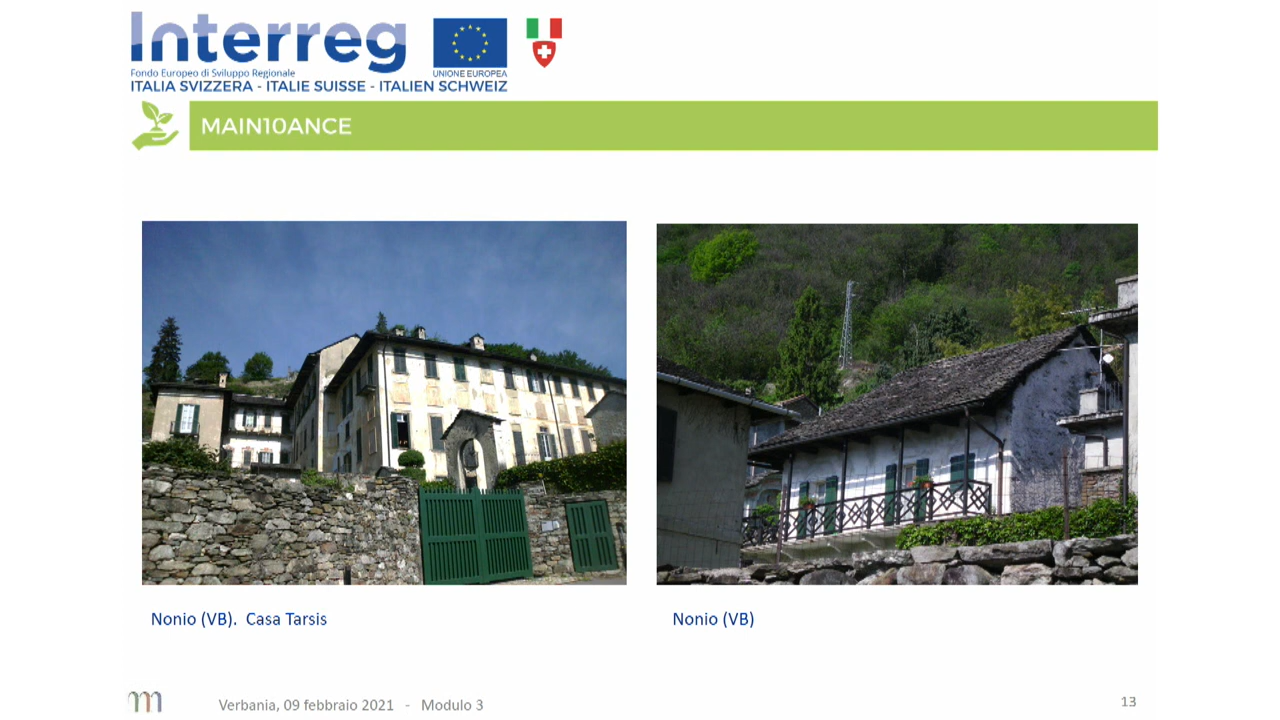 Interreg
Fondo Europeo di Sviluppo Regionale
UNIONE EUROPEA
ITALIA SVIZZERA - ITALIE SUISSE - ITALIEN SCHWEIZ
MAIN10ANCE
Nonio (VB).  Casa Tarsis
Nonio (VB)
m
Verbania, 09 febbraio 2021   -   Modulo 3
13